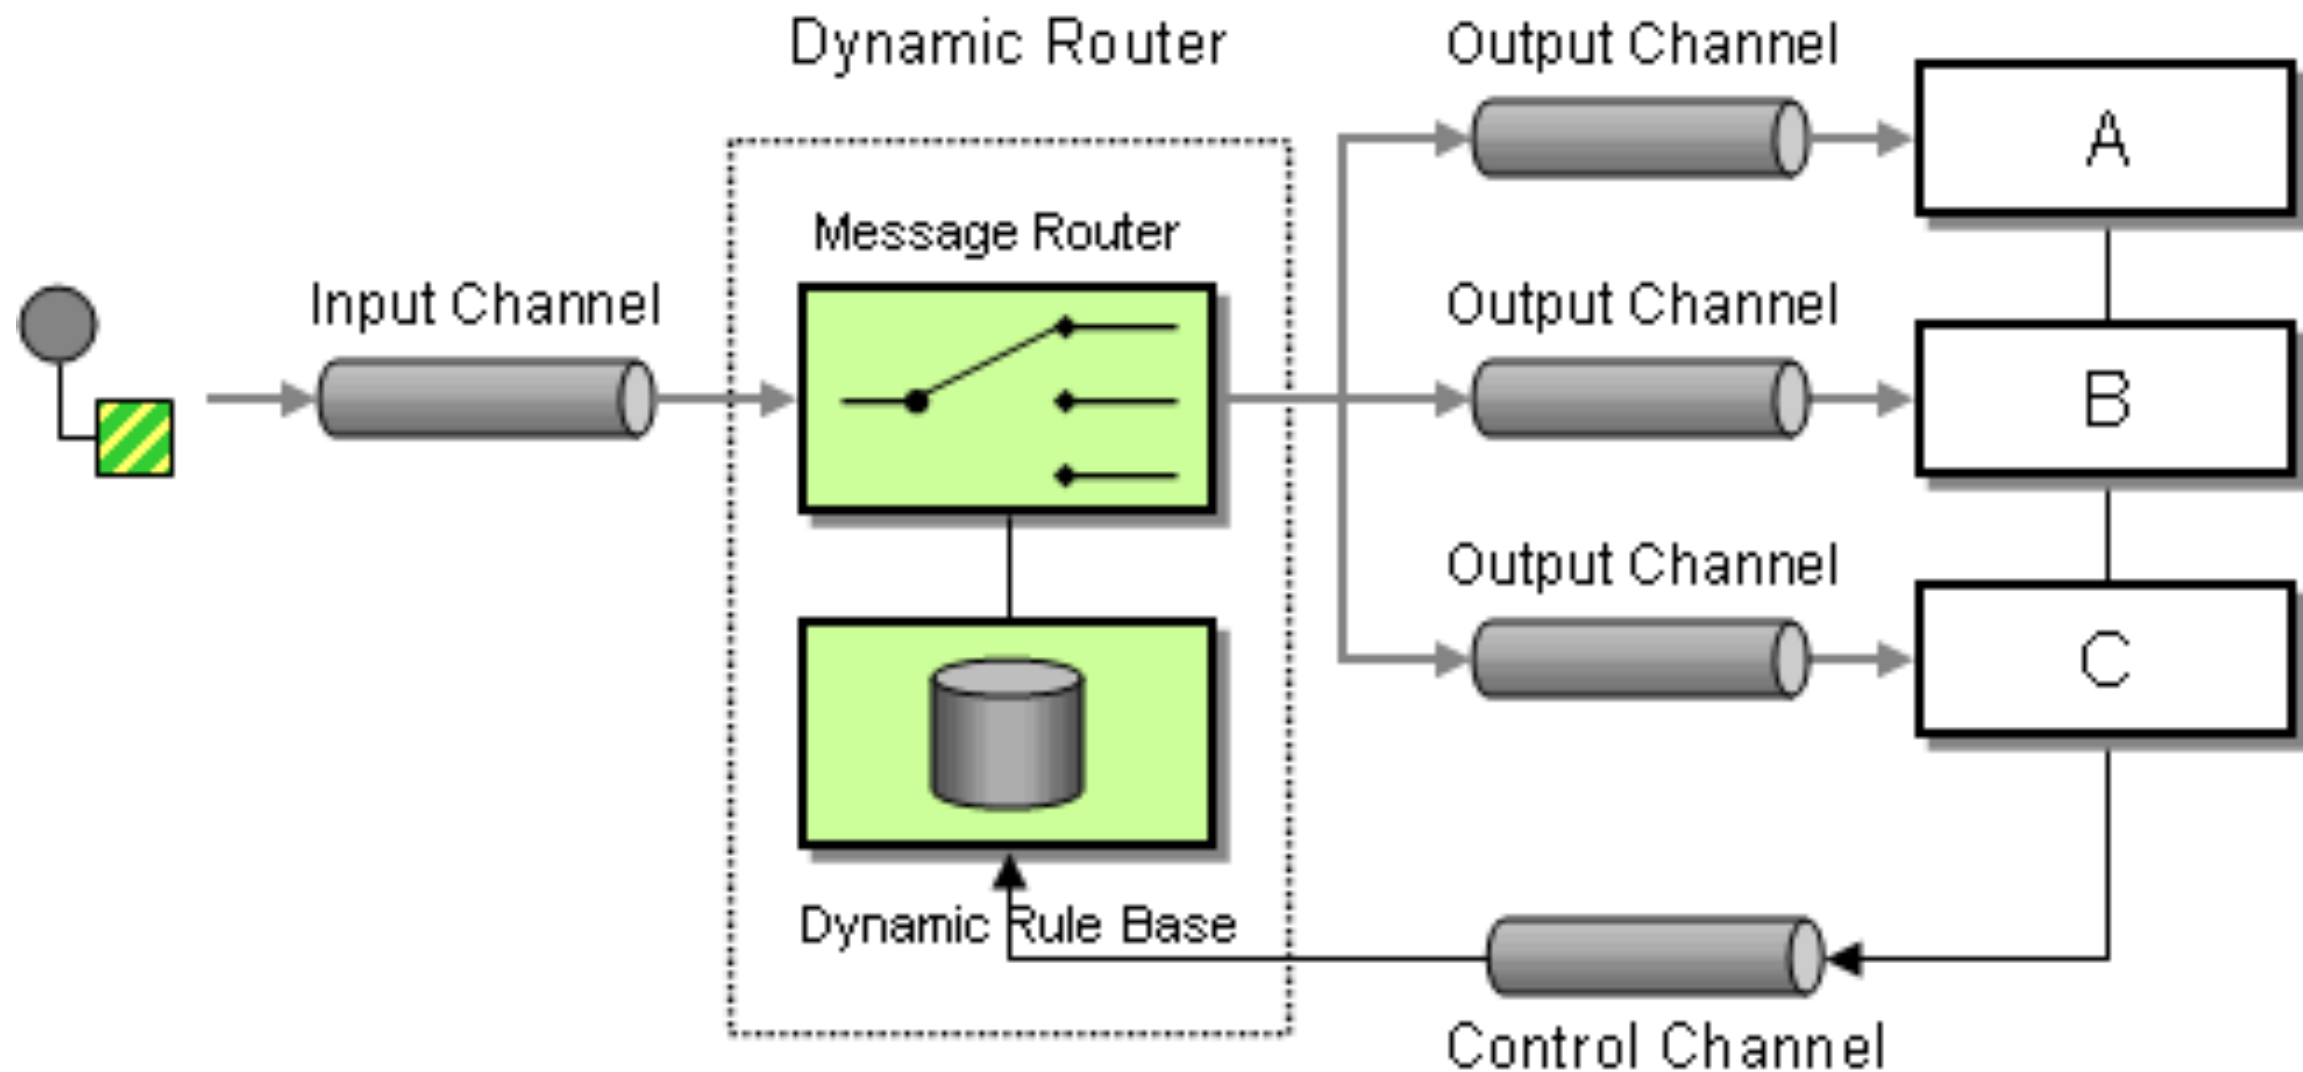 Dynamic Router
Output Channel
A
Message Router
Input Channel
Output Channel
B
Output Channel
C
Dynamic Rule Base
Control Channel